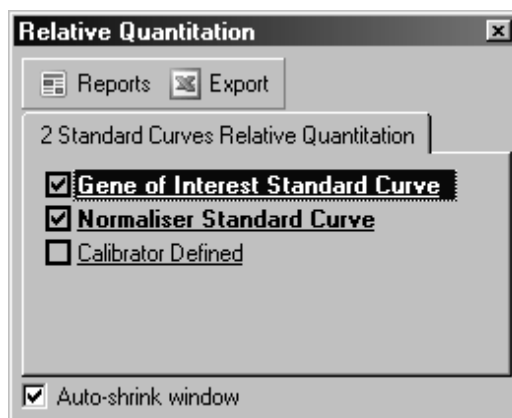 Relative Quantitation
Reports Export
2 Standard Curves Relative Quantitation
Gene of Interest Standard Curve
Normaliser Standard Curve
Calibrator Defined
Auto-shrink window